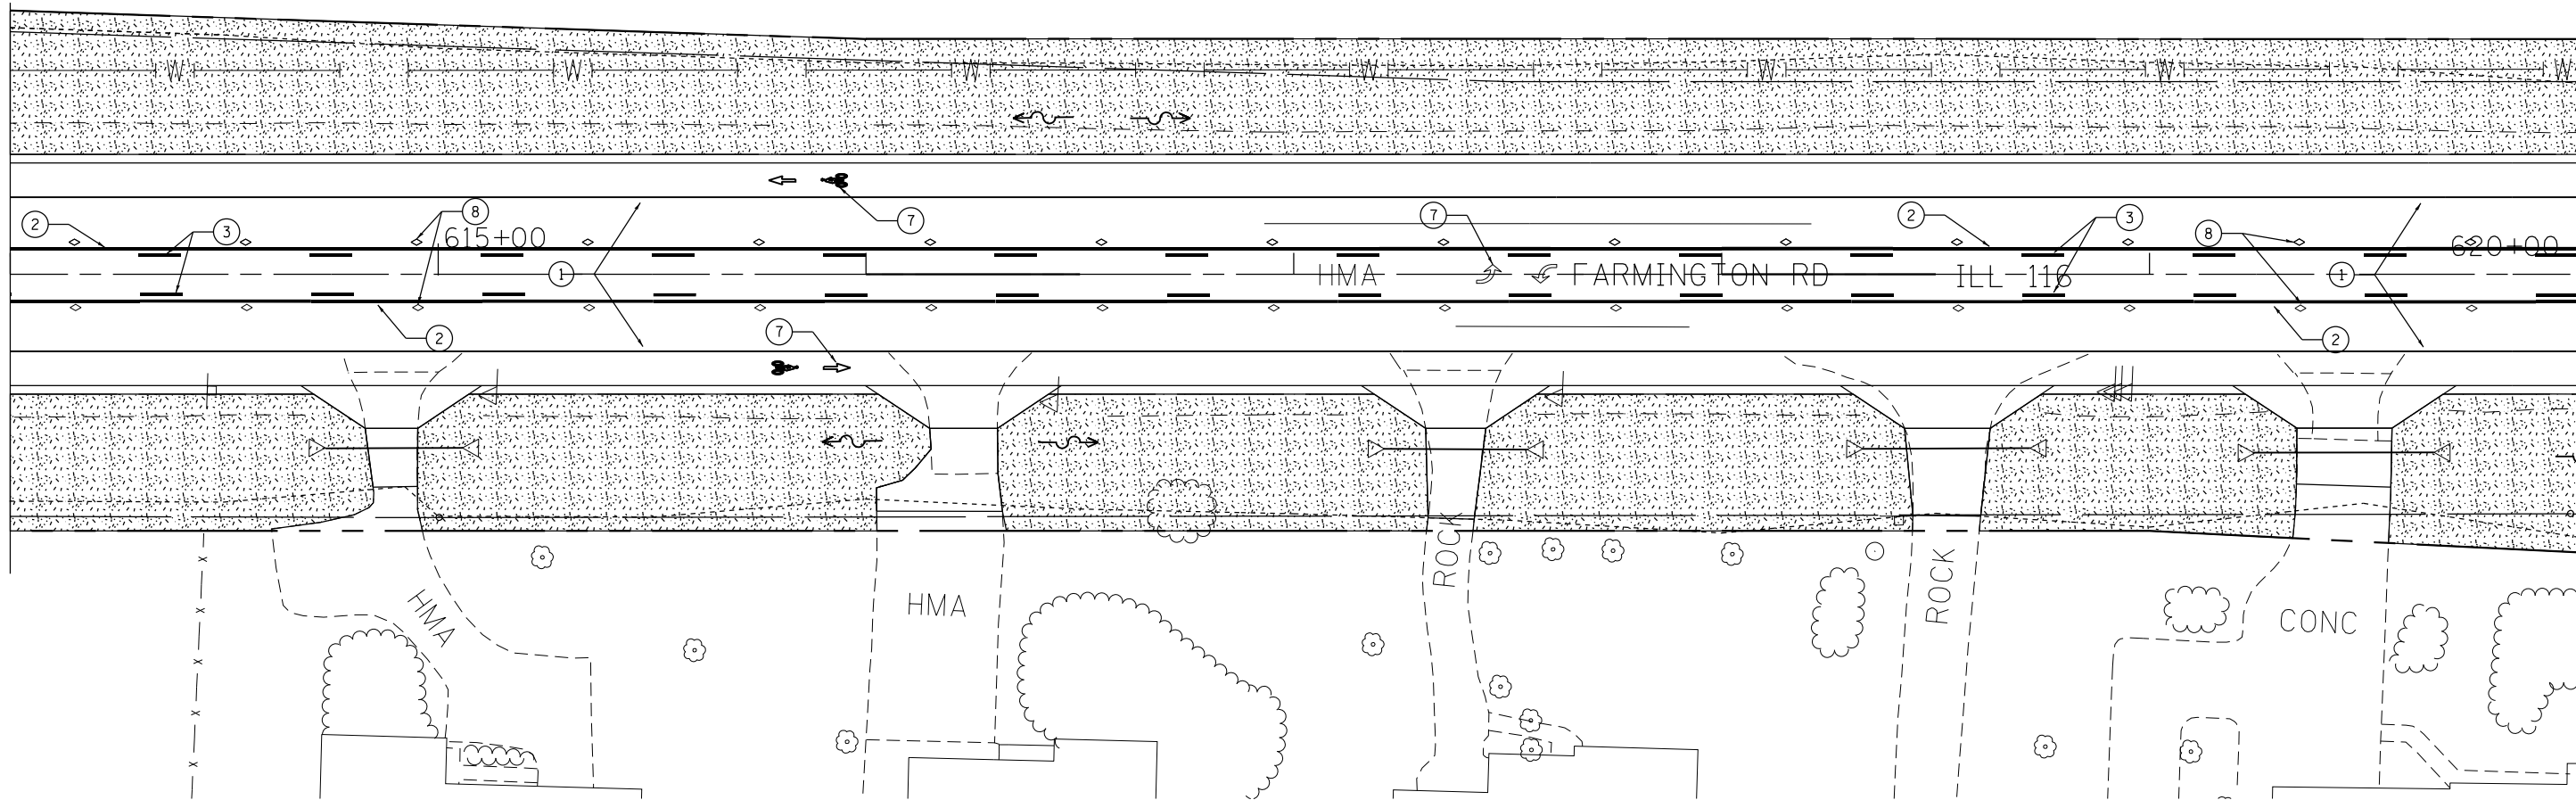 W W W W W W W
7
2 3 8 615+00 7 7 2 3 8 620+00
1 HMA FARMINGTON RD ILL 116 1
2 7 2
ROCK
ROCK
HMA
HMA
CONC